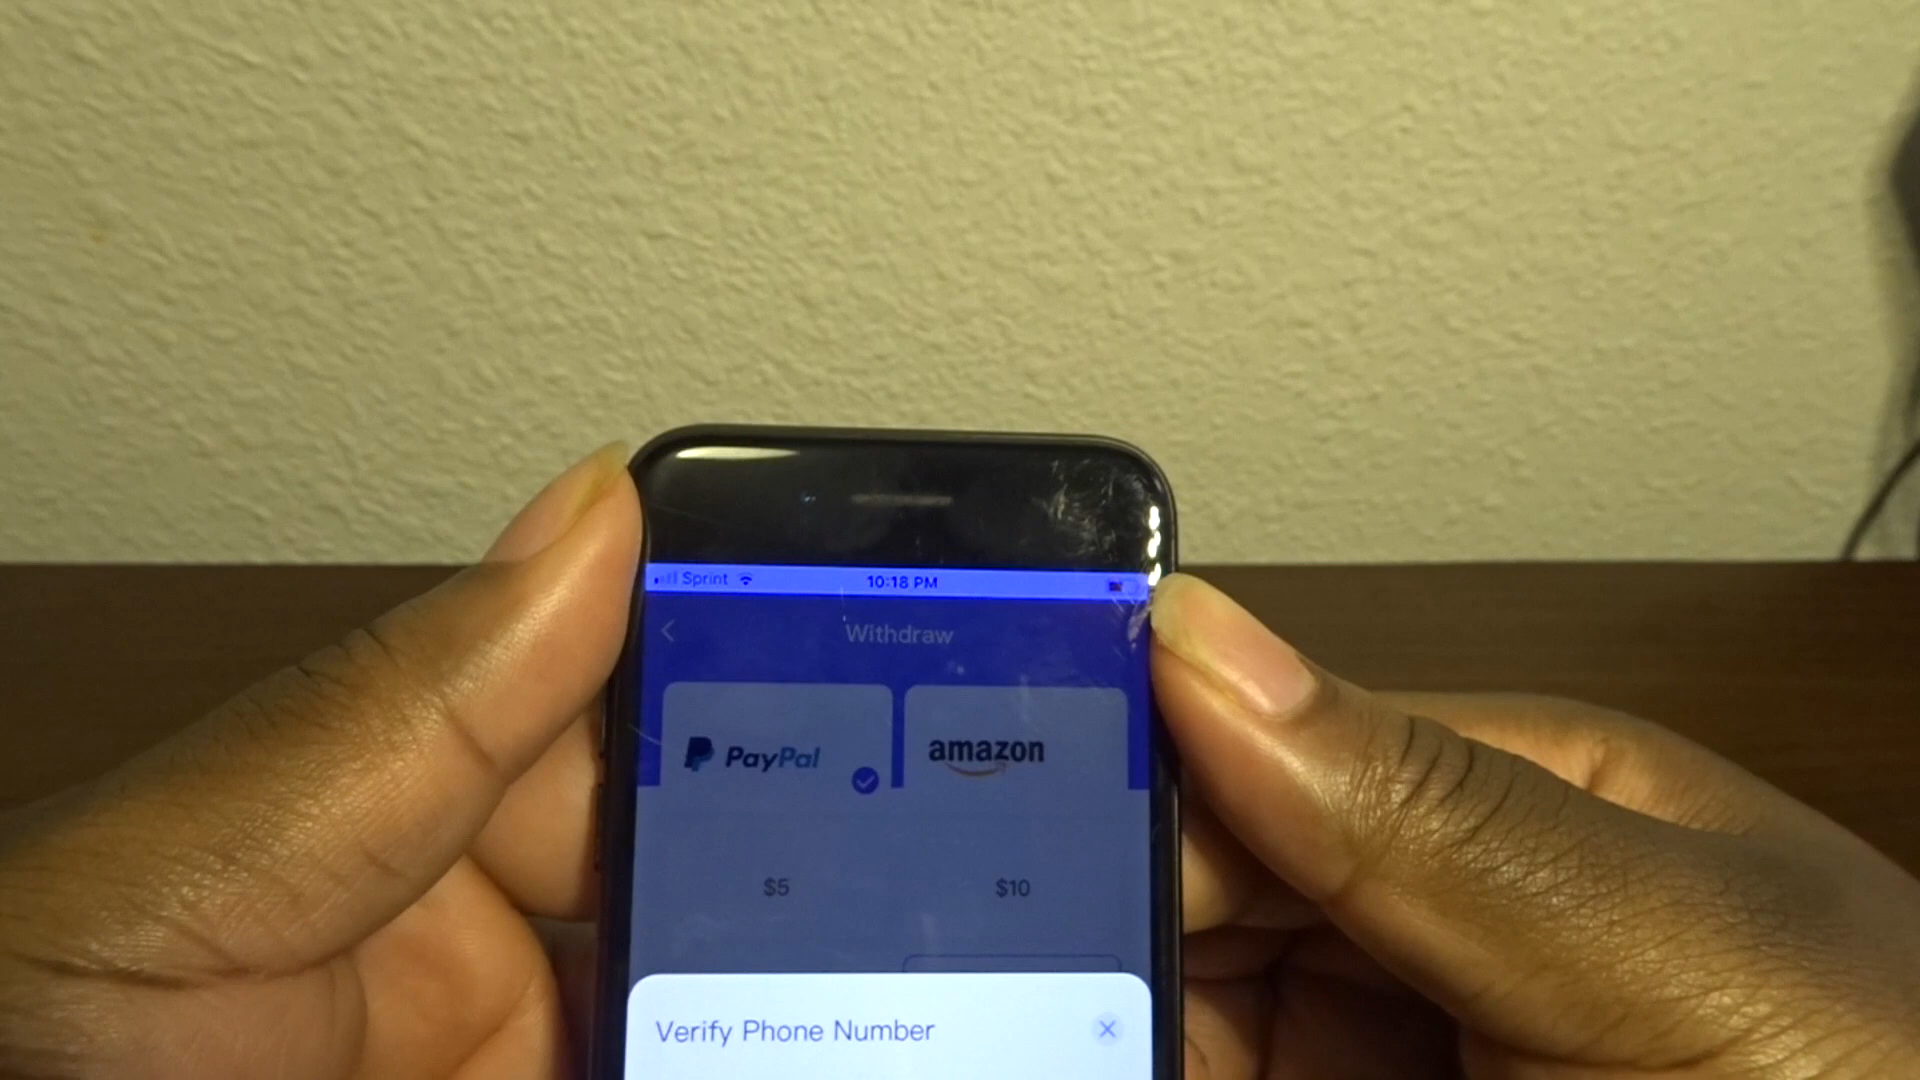 Sprint 10:18 PM
Withdraw
PayPal amazon
$5 $10
Verify Phone Number